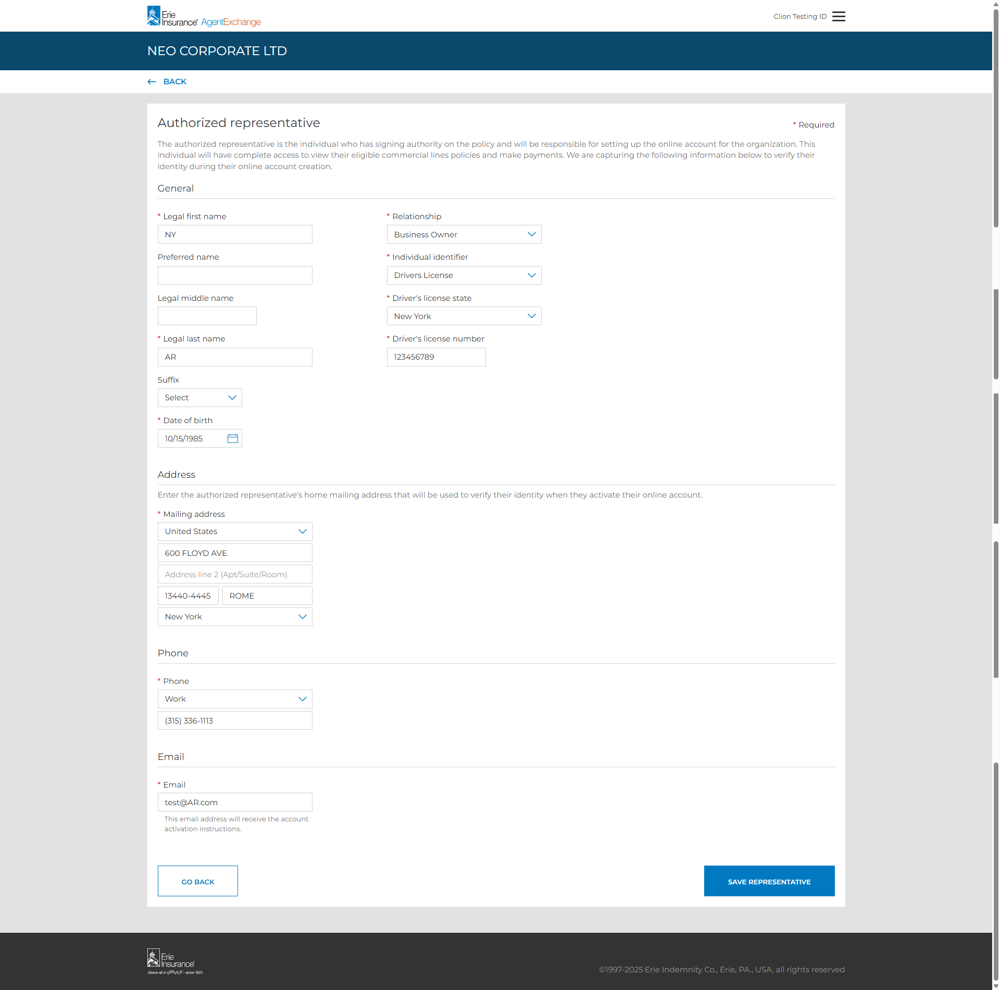 Erie
Insurance® AgentExchange
Clion Testing ID
NEO CORPORATE LTD
BACK
Authorized representative
* Required
The authorized representative is the individual who has signing authority on the policy and will be responsible for setting up the online account for the organization. This
individual will have complete access to view their eligible commercial lines policies and make payments. We are capturing the following information below to verify their
identity during their online account creation.
General
* Legal first name
NY
Preferred name
Legal middle name
* Legal last name
AR
Suffix
Select
* Date of birth
10/15/1985
* Relationship
Business Owner
* Individual identifier
Drivers License
* Driver's license state
New York
* Driver's license number
123456789
Address
Enter the authorized representative's home mailing address that will be used to verify their identity when they activate their online account.
* Mailing address
United States
600 FLOYD AVE
Address line 2 (Apt/Suite/Room)
13440-4445 ROME
New York
Phone
* Phone
Work
(315) 336-1113
Email
* Email
test@AR.com
This email address will receive the account
activation instructions.
GO BACK
SAVE REPRESENTATIVE
Erie
Insurance®
Above all in SERVICE® – since 1925
©1997-2025 Erie Indemnity Co., Erie, PA., USA, all rights reserved